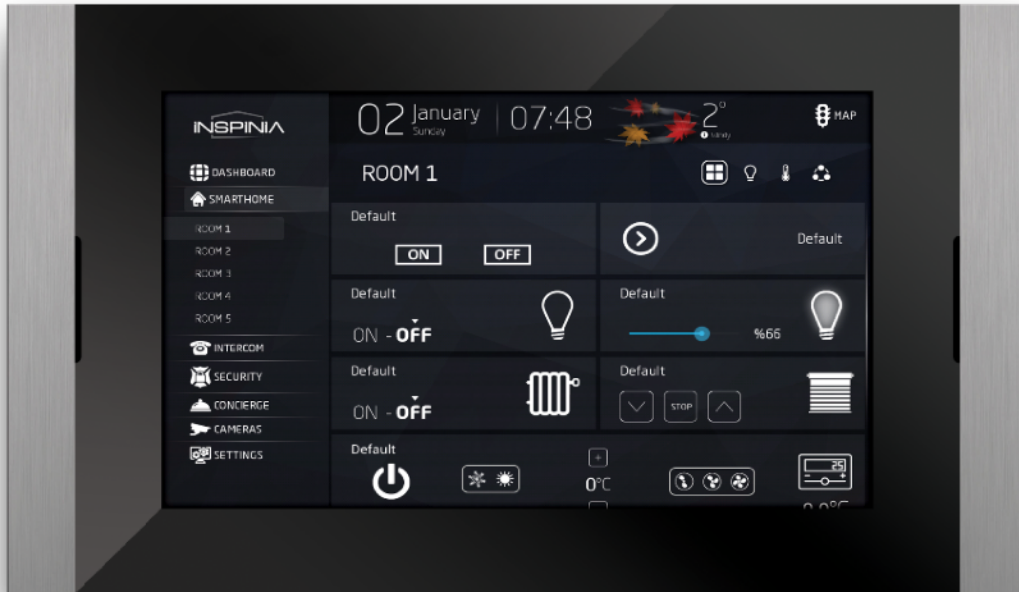 INSPINIA
02 January
Sunday
07:48
2°
Windy
MAP
DASHBOARD
SMARTHOME
ROOM 1
ROOM 2
ROOM 3
ROOM 4
ROOM 5
INTERCOM
SECURITY
CONCIERGE
CAMERAS
SETTINGS
ROOM 1
Default
ON OFF
Default
Default
ON - OFF
Default
%66
Default
ON - OFF
Default
STOP
Default
0°C
25